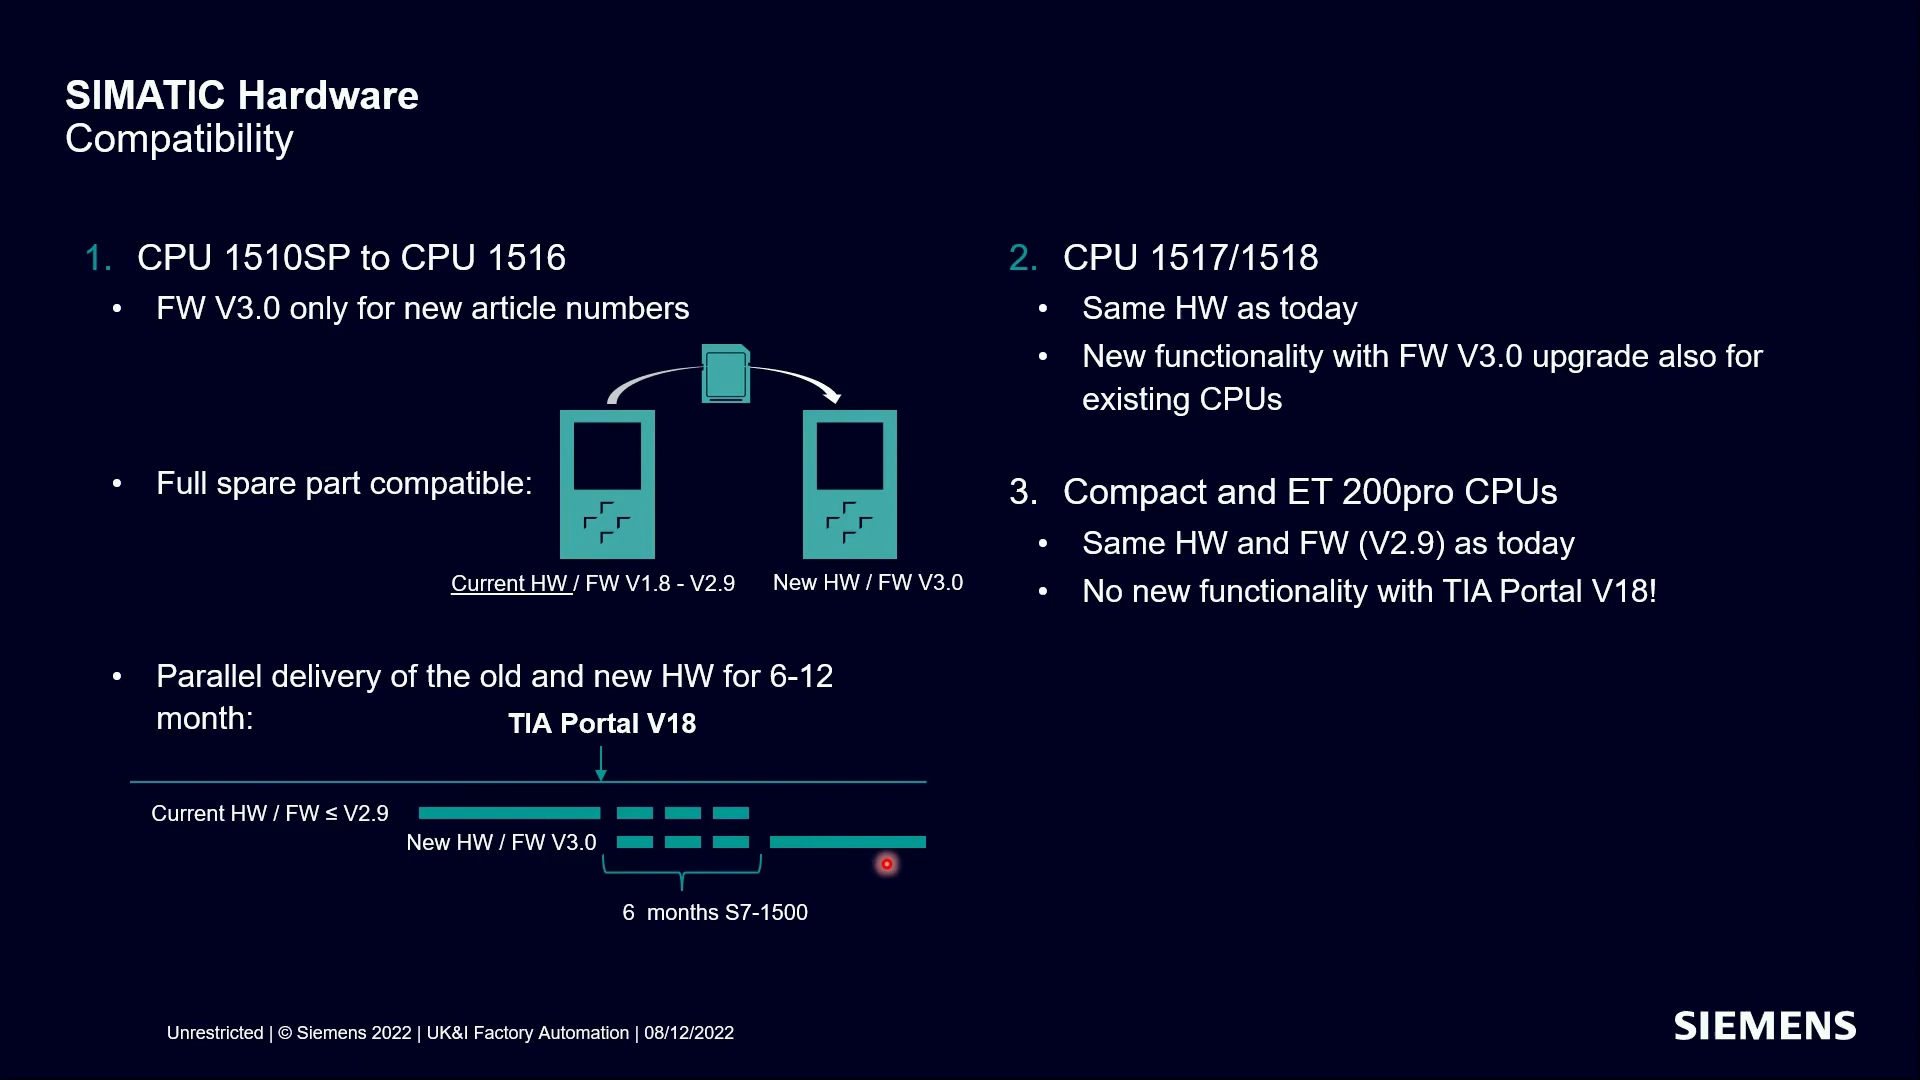 SIMATIC Hardware
Compatibility
1. CPU 1510SP to CPU 1516
• FW V3.0 only for new article numbers
• Full spare part compatible:
Current HW / FW V1.8 - V2.9
New HW / FW V3.0
• Parallel delivery of the old and new HW for 6-12
month:
TIA Portal V18
Current HW / FW ≤ V2.9
New HW / FW V3.0
6 months S7-1500
2. CPU 1517/1518
• Same HW as today
• New functionality with FW V3.0 upgrade also for
existing CPUs
3. Compact and ET 200pro CPUs
• Same HW and FW (V2.9) as today
• No new functionality with TIA Portal V18!
Unrestricted | © Siemens 2022 | UK&I Factory Automation | 08/12/2022
SIEMENS